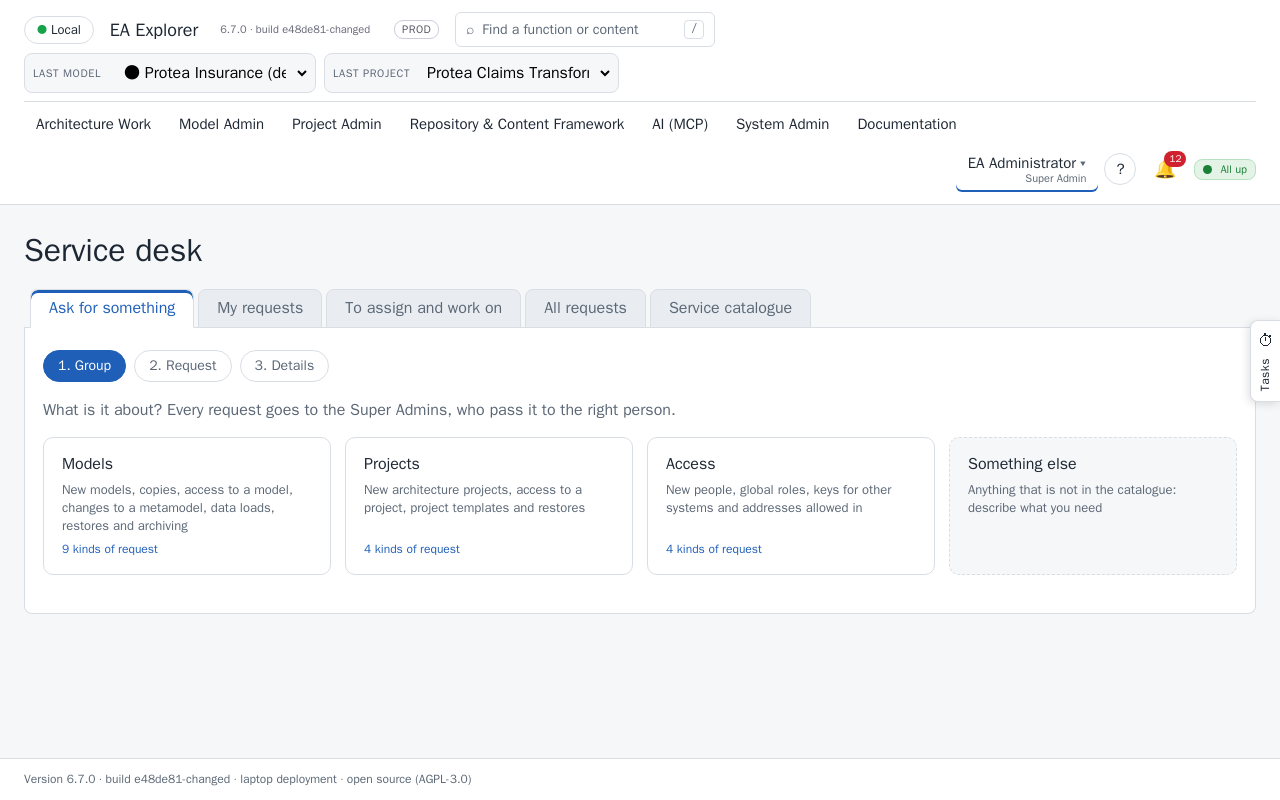 Local
EA Explorer
6.7.0 · build e48de81-changed
PROD
Find a function or content
/
LAST MODEL
Protea Insurance (de
LAST PROJECT
Protea Claims Transfor
Architecture Work
Model Admin
Project Admin
Repository & Content Framework
AI (MCP)
System Admin
Documentation
EA Administrator
Super Admin
?
12
All up
Service desk
Ask for something
My requests
To assign and work on
All requests
Service catalogue
Tasks
1. Group
2. Request
3. Details
What is it about? Every request goes to the Super Admins, who pass it to the right person.
Models
New models, copies, access to a model,
changes to a metamodel, data loads,
restores and archiving
9 kinds of request
Projects
New architecture projects, access to a
project, project templates and restores
4 kinds of request
Access
New people, global roles, keys for other
systems and addresses allowed in
4 kinds of request
Something else
Anything that is not in the catalogue:
describe what you need
Version 6.7.0 · build e48de81-changed · laptop deployment · open source (AGPL-3.0)